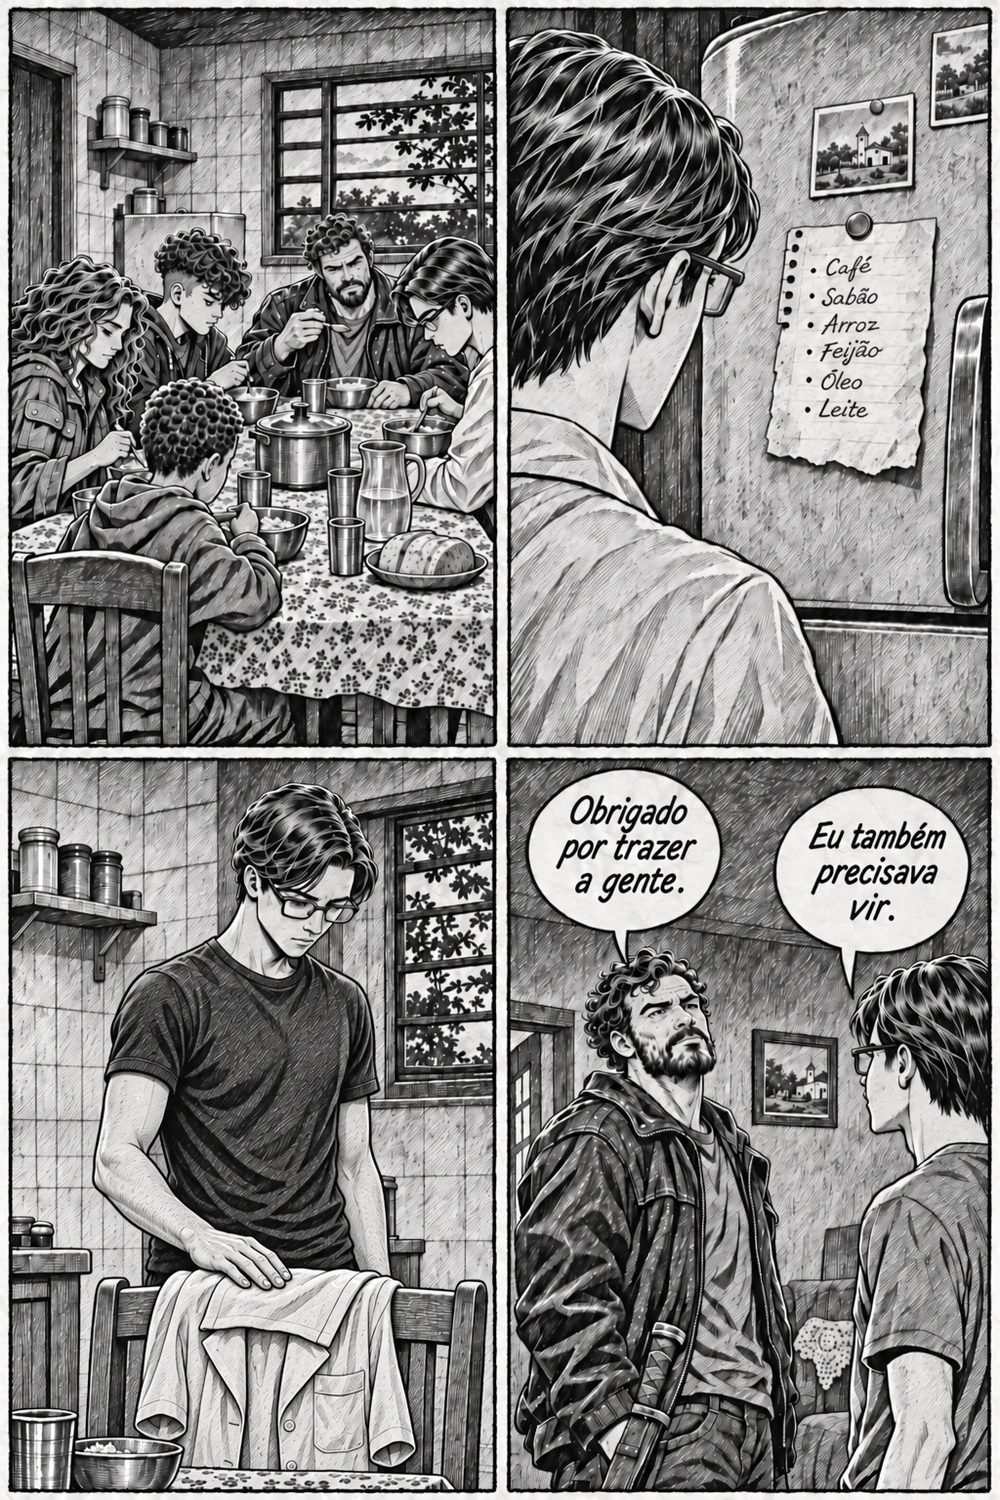 • Café
• Sabão
• Arroz
• Feijão
• Óleo
• Leite
Obrigado
por trazer
a gente.
Eu também
precisava
vir.